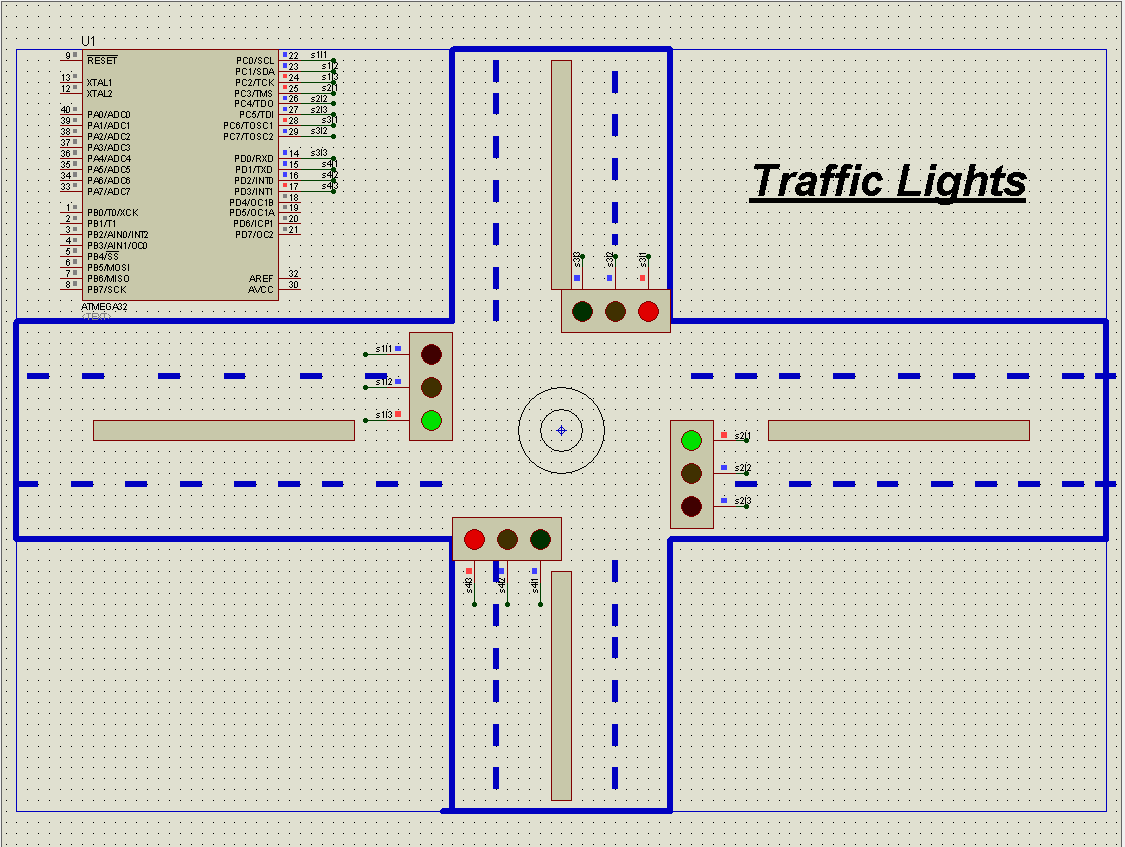 U1
9 RESET PC0/SCL 22 s1l1
PC1/SDA 23 s1l2
13 XTAL1 PC2/TCK 24 s1l3
12 XTAL2 PC3/TMS 25 s2l1
PC4/TDO 26 s2l2
40 PA0/ADC0 PC5/TDI 27 s2l3
39 PA1/ADC1 PC6/TOSC1 28 s3l1
38 PA2/ADC2 PC7/TOSC2 29 s3l2
37 PA3/ADC3
36 PA4/ADC4 PD0/RXD 14 s3l3
35 PA5/ADC5 PD1/TXD 15 s4l1
34 PA6/ADC6 PD2/INT0 16 s4l2
33 PA7/ADC7 PD3/INT1 17 s4l3
PD4/OC1B 18
1 PB0/T0/XCK PD5/OC1A 19
2 PB1/T1 PD6/ICP1 20
3 PB2/AIN0/INT2 PD7/OC2 21
4 PB3/AIN1/OC0
5 PB4/SS
6 PB5/MOSI
7 PB6/MISO AREF 32
8 PB7/SCK AVCC 30
ATMEGA32
<TEXT>
Traffic Lights
s3l3 s3l2 s3l1
s1l1
s1l2
s1l3
s2l1
s2l2
s2l3
s4l3 s4l2 s4l1